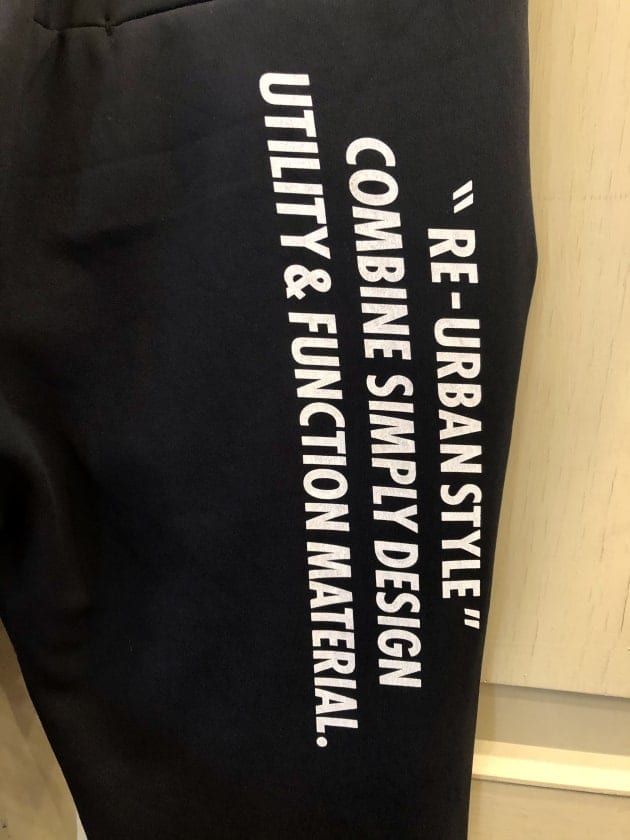 " RE-URBAN STYLE "
COMBINE SIMPLY DESIGN
UTILITY & FUNCTION MATERIAL.